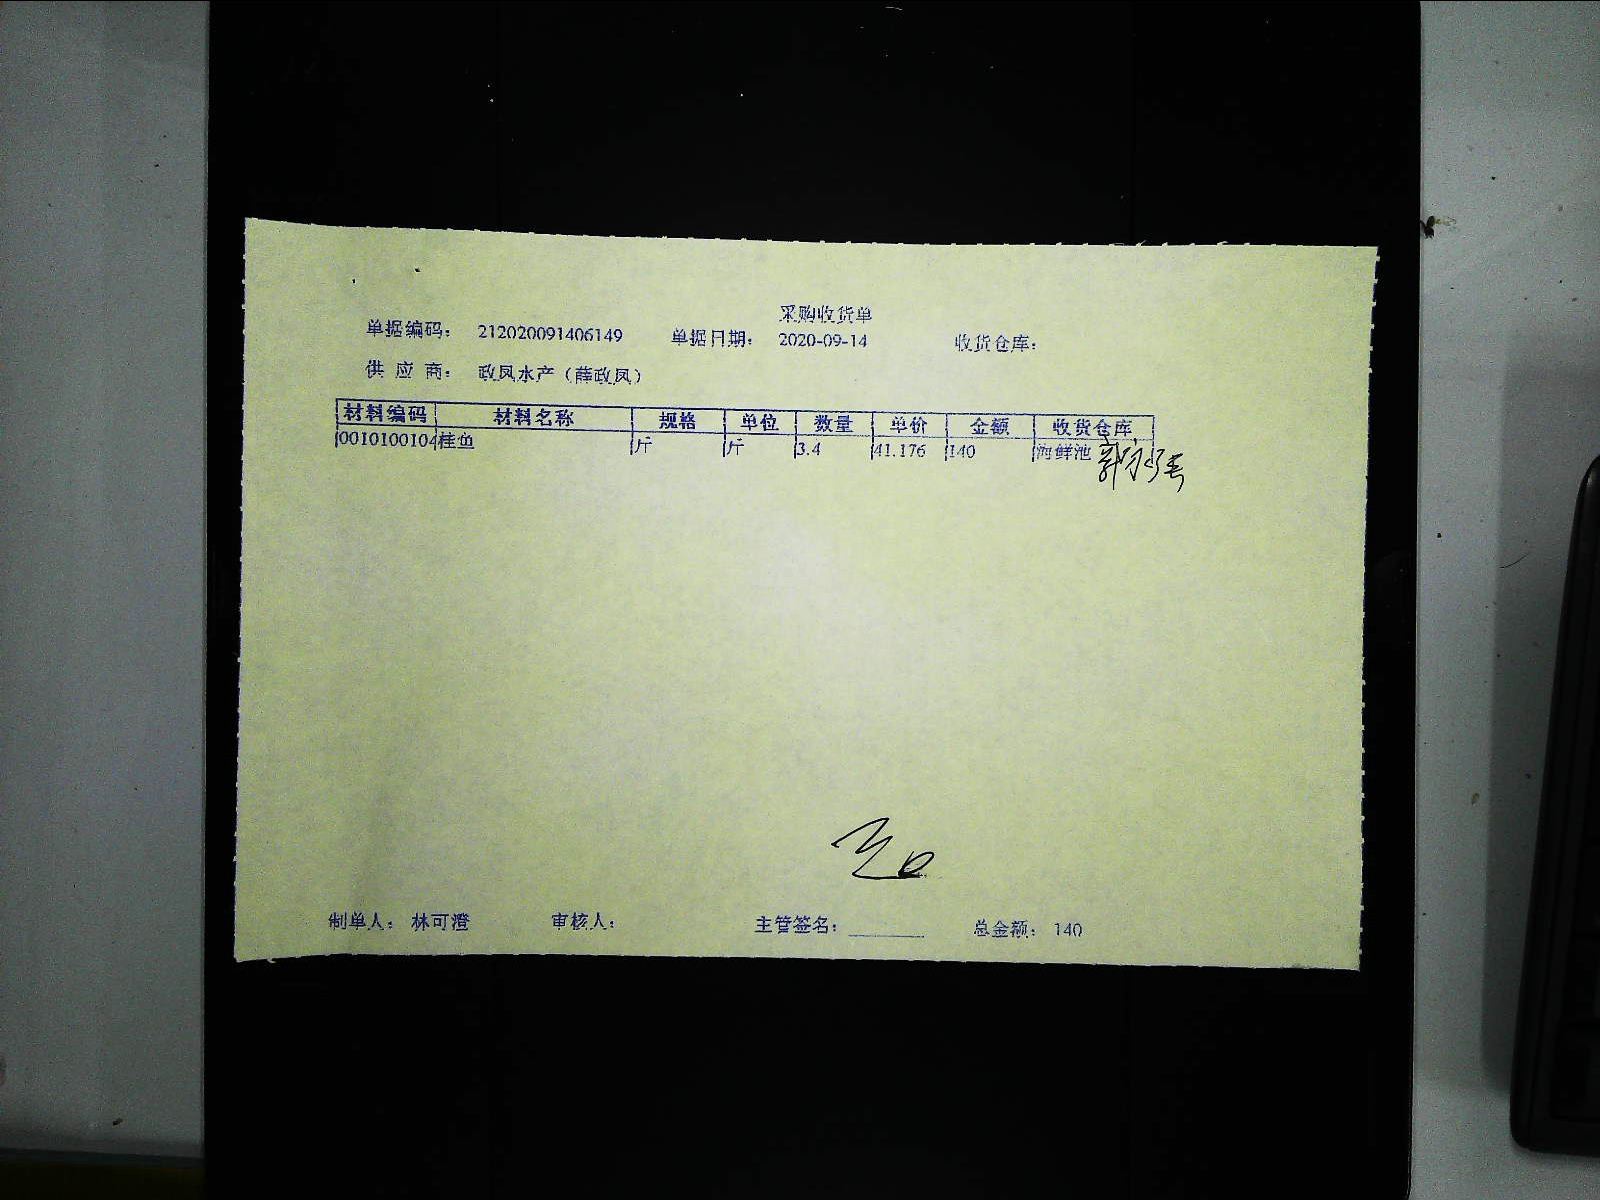 采购收货单
单据编码： 212020091406149 单据日期： 2020-09-14 收货仓库：
供 应 商： 政凤水产（薛政凤）
材料编码 材料名称 规格 单位 数量 单价 金额 收货仓库
0010100104 桂鱼 斤 斤 3.4 41.176 140 海鲜池
制单人： 林可澄 审核人： 主管签名： 总金额： 140